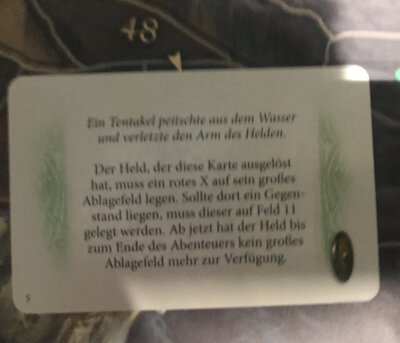 48
Ein Tentakel peitschte aus dem Wasser
und verletzte den Arm des Helden.
Der Held, der diese Karte ausgelöst
hat, muss ein rotes X auf sein großes
Ablagefeld legen. Sollte dort ein Gegen-
stand liegen, muss dieser auf Feld 11
gelegt werden. Ab jetzt hat der Held bis
zum Ende des Abenteuers kein großes
Ablagefeld mehr zur Verfügung.